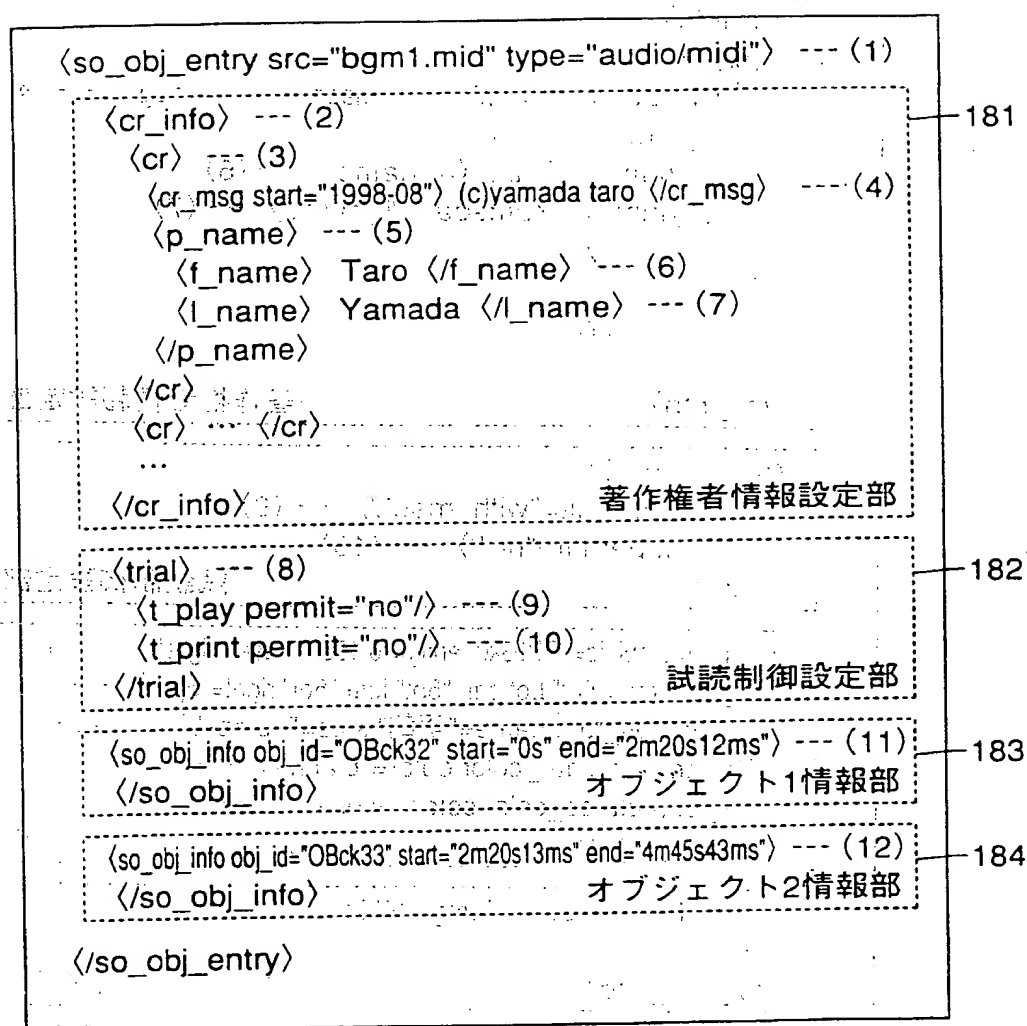 〈so_obj_entry src="bgm1.mid" type="audio/midi"〉 --- (1)
〈cr_info〉 --- (2)
181
〈cr〉 --- (3)
〈cr_msg start="1998-08"〉 (c)yamada taro 〈/cr_msg〉 --- (4)
〈p_name〉 --- (5)
〈f_name〉 Taro 〈/f_name〉 --- (6)
〈l_name〉 Yamada 〈/l_name〉 --- (7)
〈/p_name〉
〈/cr〉
〈cr〉 … 〈/cr〉
…
〈/cr_info〉 著作権者情報設定部
〈trial〉 --- (8)
182
〈t_play permit="no"/〉 --- (9)
〈t_print permit="no"/〉 --- (10)
〈/trial〉 試読制御設定部
〈so_obj_info obj_id="OBck32" start="0s" end="2m20s12ms"〉 --- (11)
183
〈/so_obj_info〉 オブジェクト1情報部
〈so_obj_info obj_id="OBck33" start="2m20s13ms" end="4m45s43ms"〉 --- (12)
184
〈/so_obj_info〉 オブジェクト2情報部
〈/so_obj_entry〉